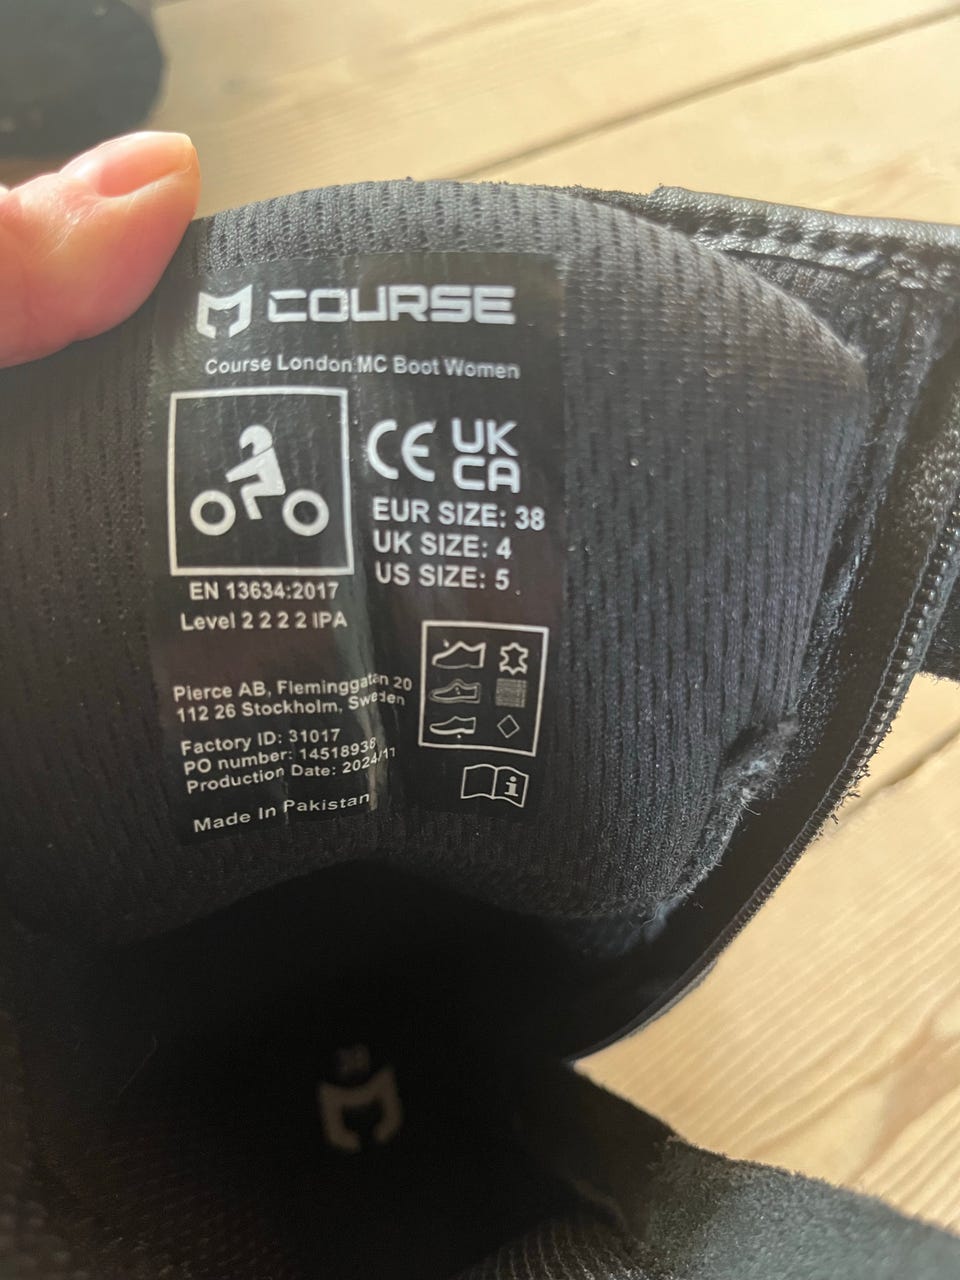 COURSE
Course London MC Boot Women
CE UK
CA
EUR SIZE: 38
UK SIZE: 4
US SIZE: 5
EN 13634:2017
Level 2 2 2 2 IPA
Pierce AB, Fleminggatan 20
112 26 Stockholm, Sweden
Factory ID: 31017
PO number: 14518938
Production Date: 2024/11
Made In Pakistan
i
38